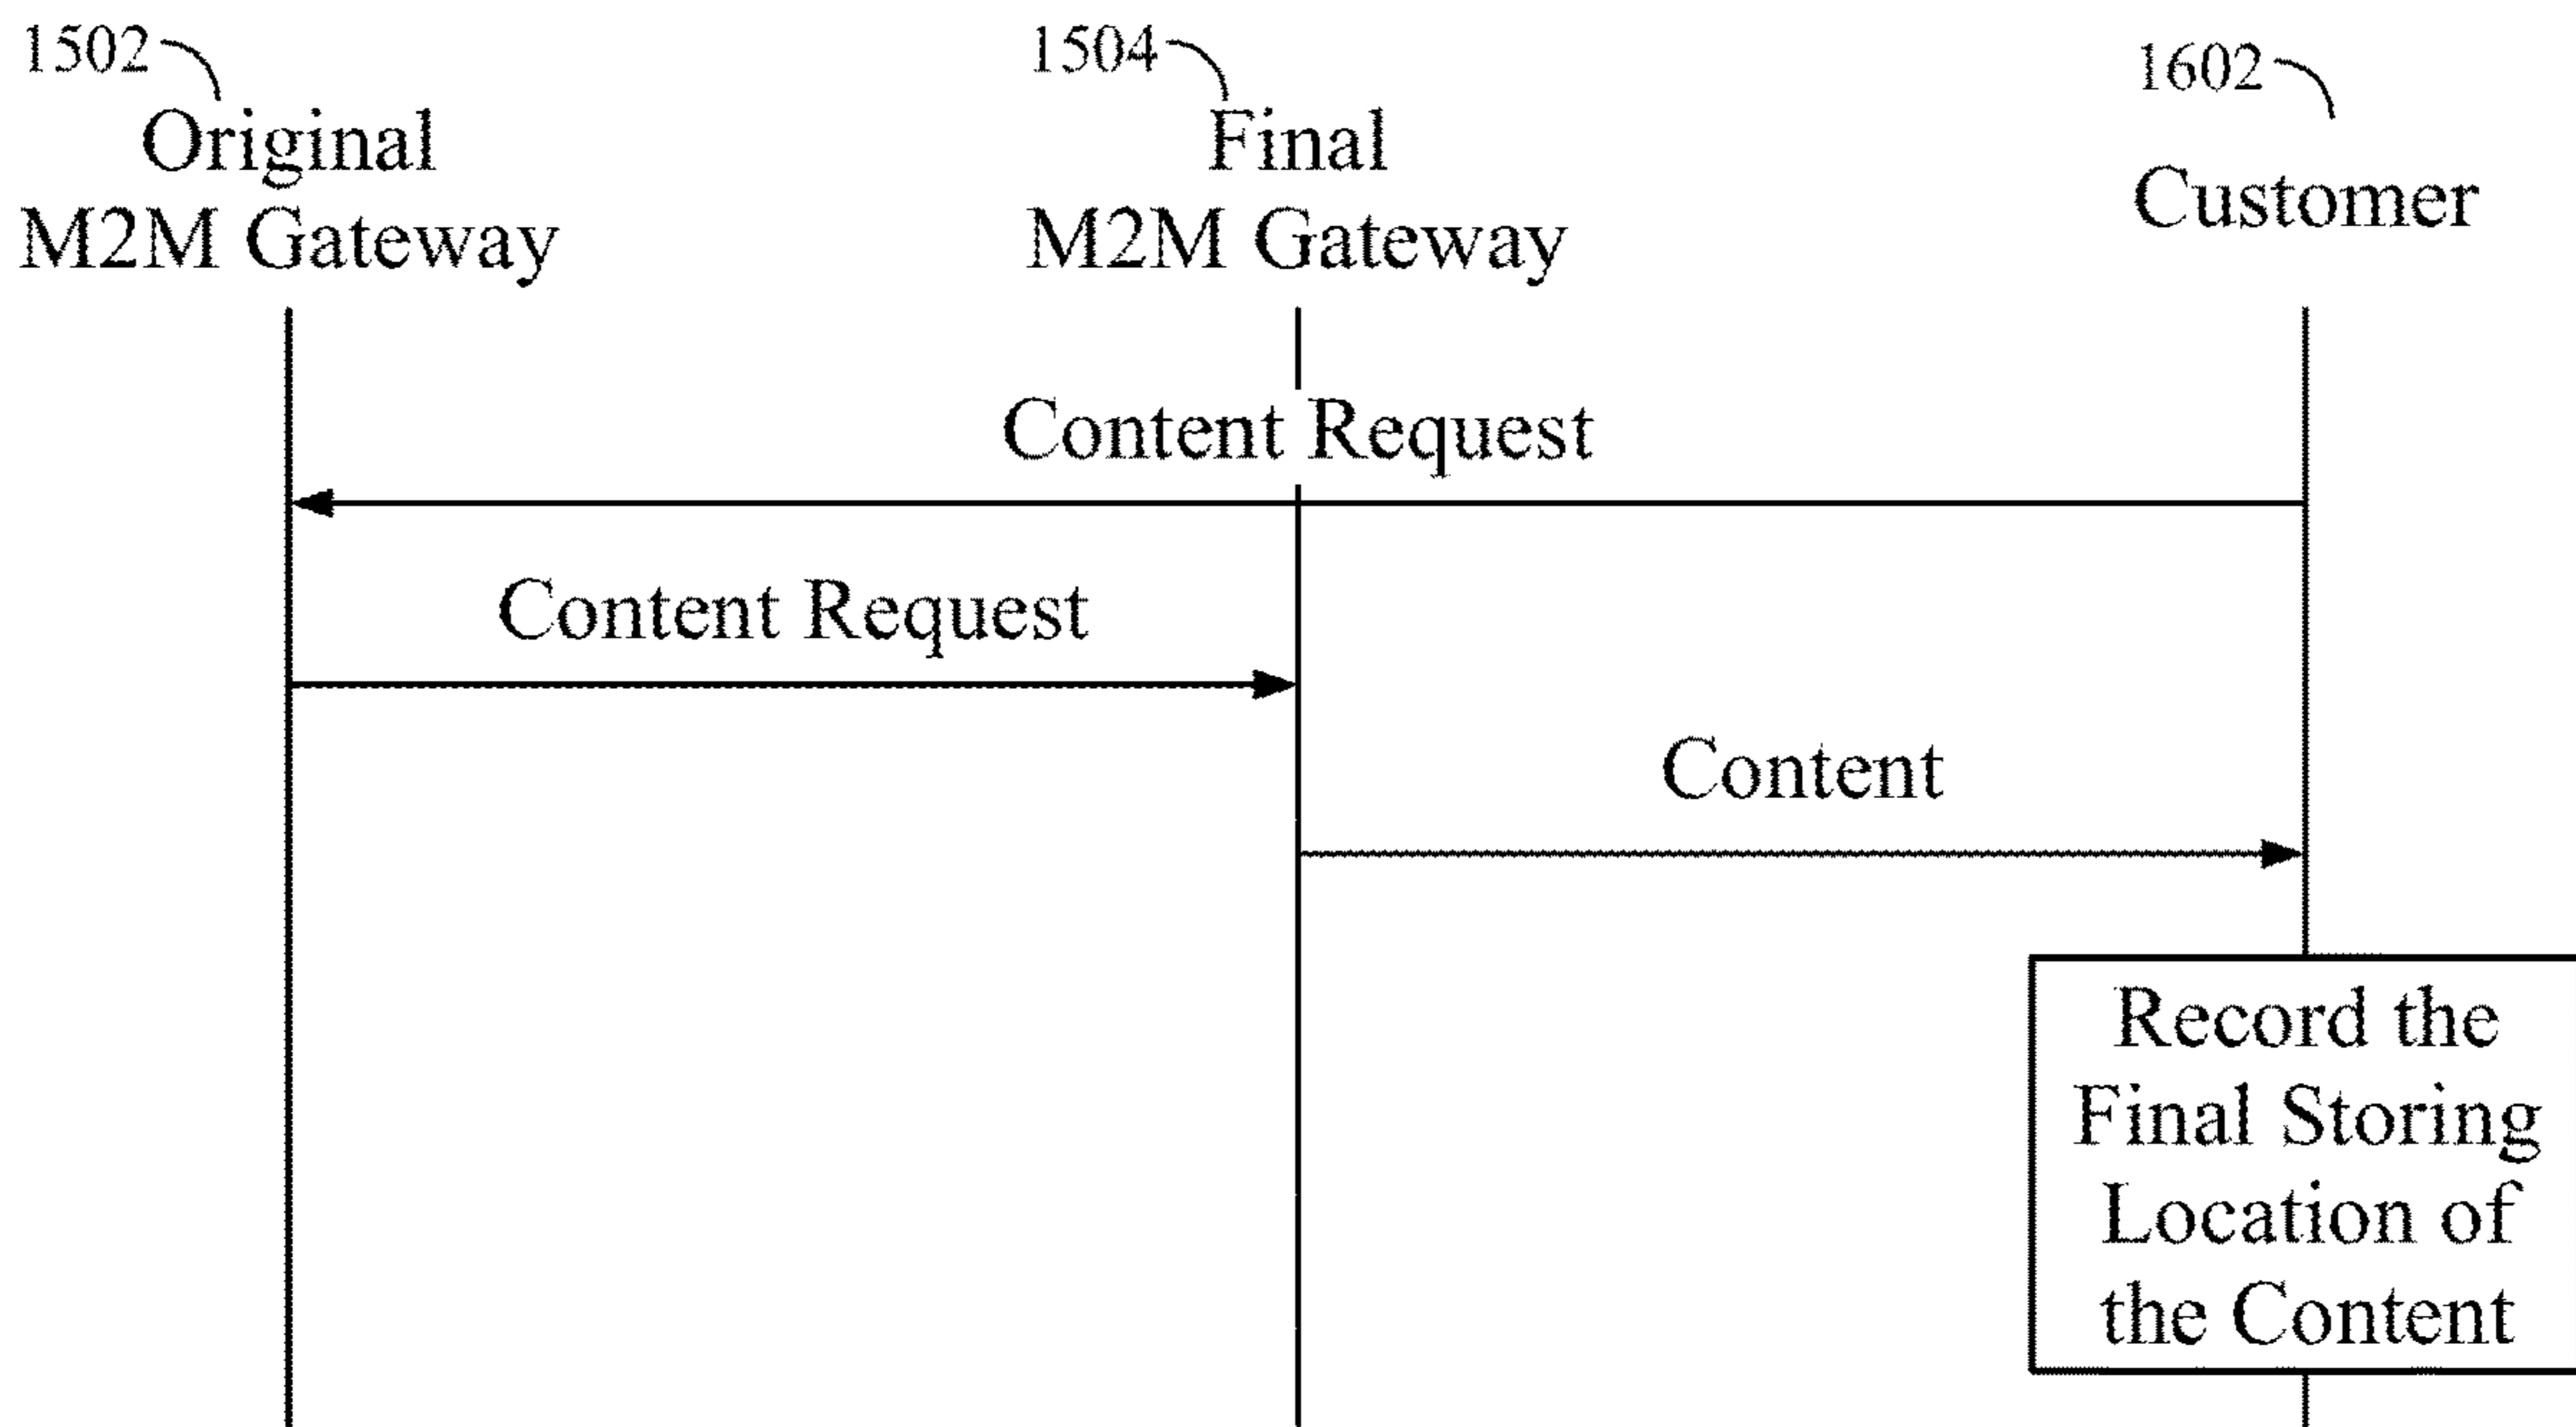 1502
Original
M2M Gateway
1504
Final
M2M Gateway
1602
Customer
Content Request
Content Request
Content
Record the
Final Storing
Location of
the Content